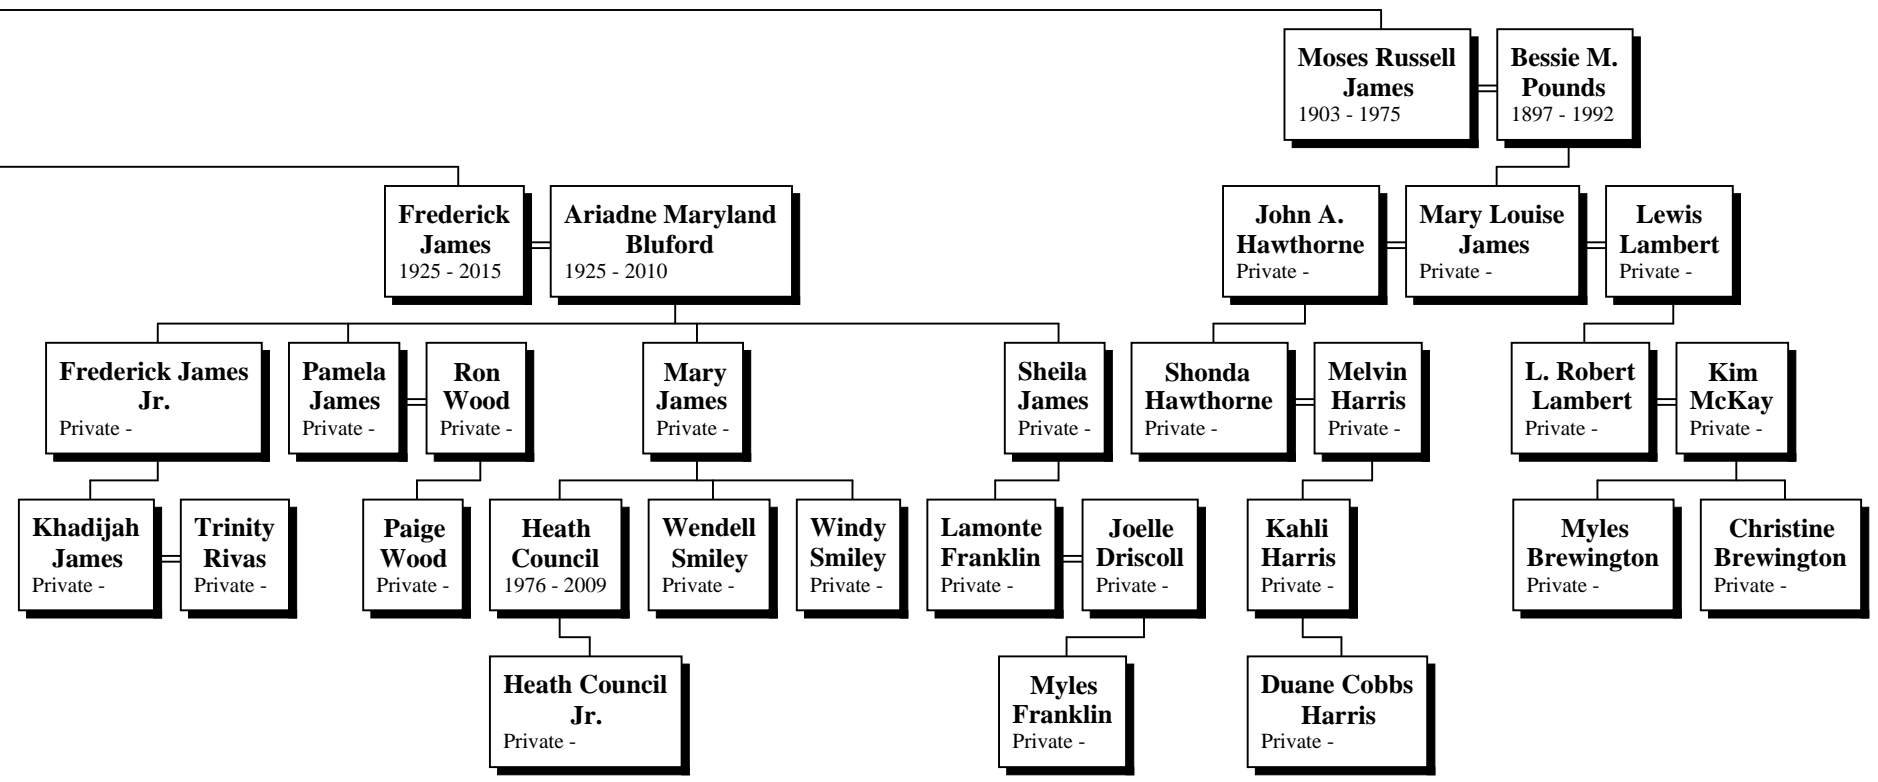 Moses Russell
James
1903 - 1975
Bessie M.
Pounds
1897 - 1992
Frederick
James
1925 - 2015
Ariadne Maryland
Bluford
1925 - 2010
John A.
Hawthorne
Private -
Mary Louise
James
Private -
Lewis
Lambert
Private -
Frederick James
Jr.
Private -
Pamela
James
Private -
Ron
Wood
Private -
Mary
James
Private -
Sheila
James
Private -
Shonda
Hawthorne
Private -
Melvin
Harris
Private -
L. Robert
Lambert
Private -
Kim
McKay
Private -
Khadijah
James
Private -
Trinity
Rivas
Private -
Paige
Wood
Private -
Heath
Council
1976 - 2009
Wendell
Smiley
Private -
Windy
Smiley
Private -
Lamonte
Franklin
Private -
Joelle
Driscoll
Private -
Kahli
Harris
Private -
Myles
Brewington
Private -
Christine
Brewington
Private -
Heath Council
Jr.
Private -
Myles
Franklin
Private -
Duane Cobbs
Harris
Private -